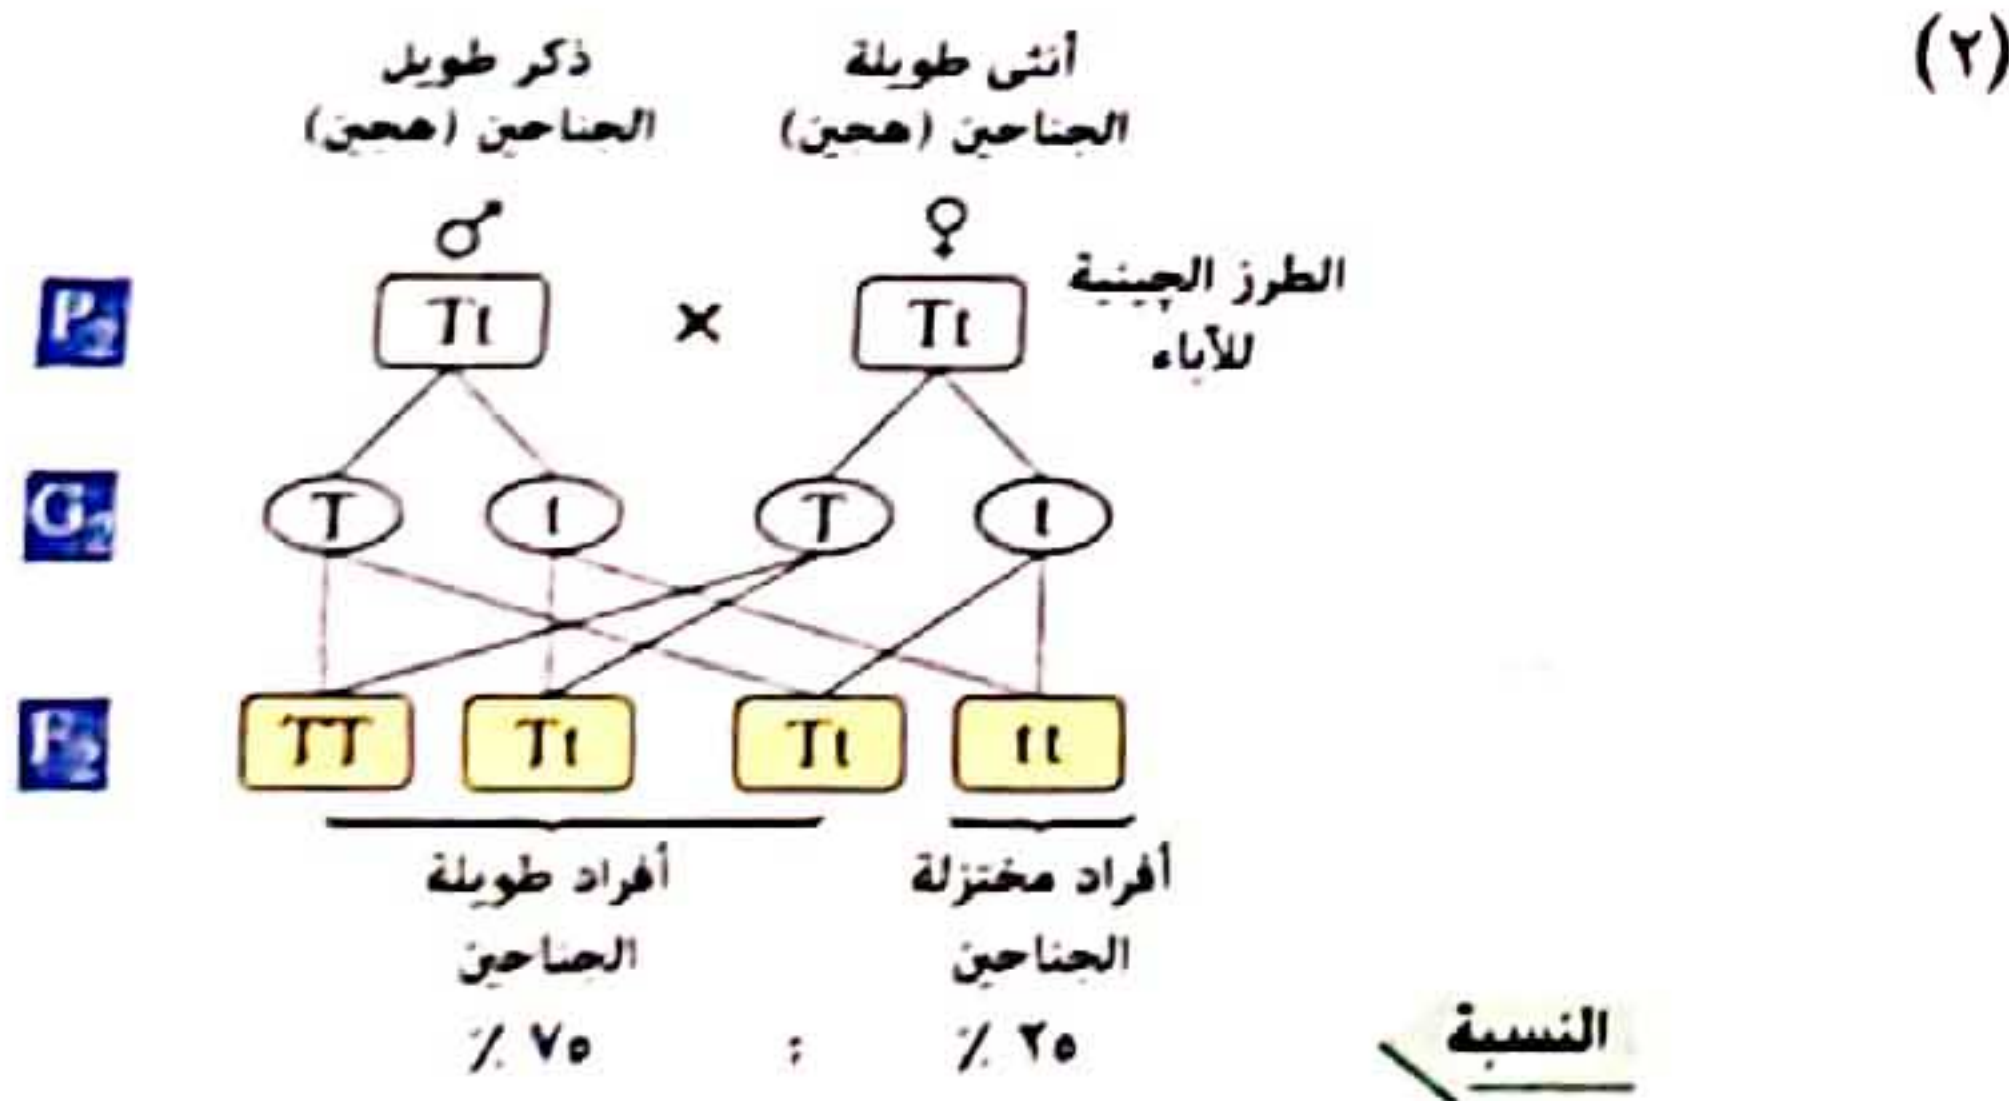 (٢)
أنثى طويلة
الجناحين (هجين)
ذكر طويل
الجناحين (هجين)
♀
♂
الطرز الچينية
للآباء
P2 Tt × Tt
G2 T t T t
F2 TT Tt Tt tt
أفراد مختزلة
الجناحين
أفراد طويلة
الجناحين
٢٥ ٪ : ٧٥ ٪
النسبة